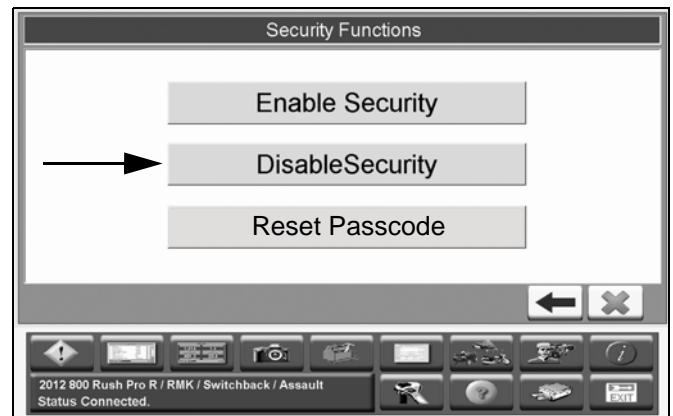 Security Functions
Enable Security
DisableSecurity
Reset Passcode
2012 800 Rush Pro R / RMK / Switchback / Assault
Status Connected.
EXIT